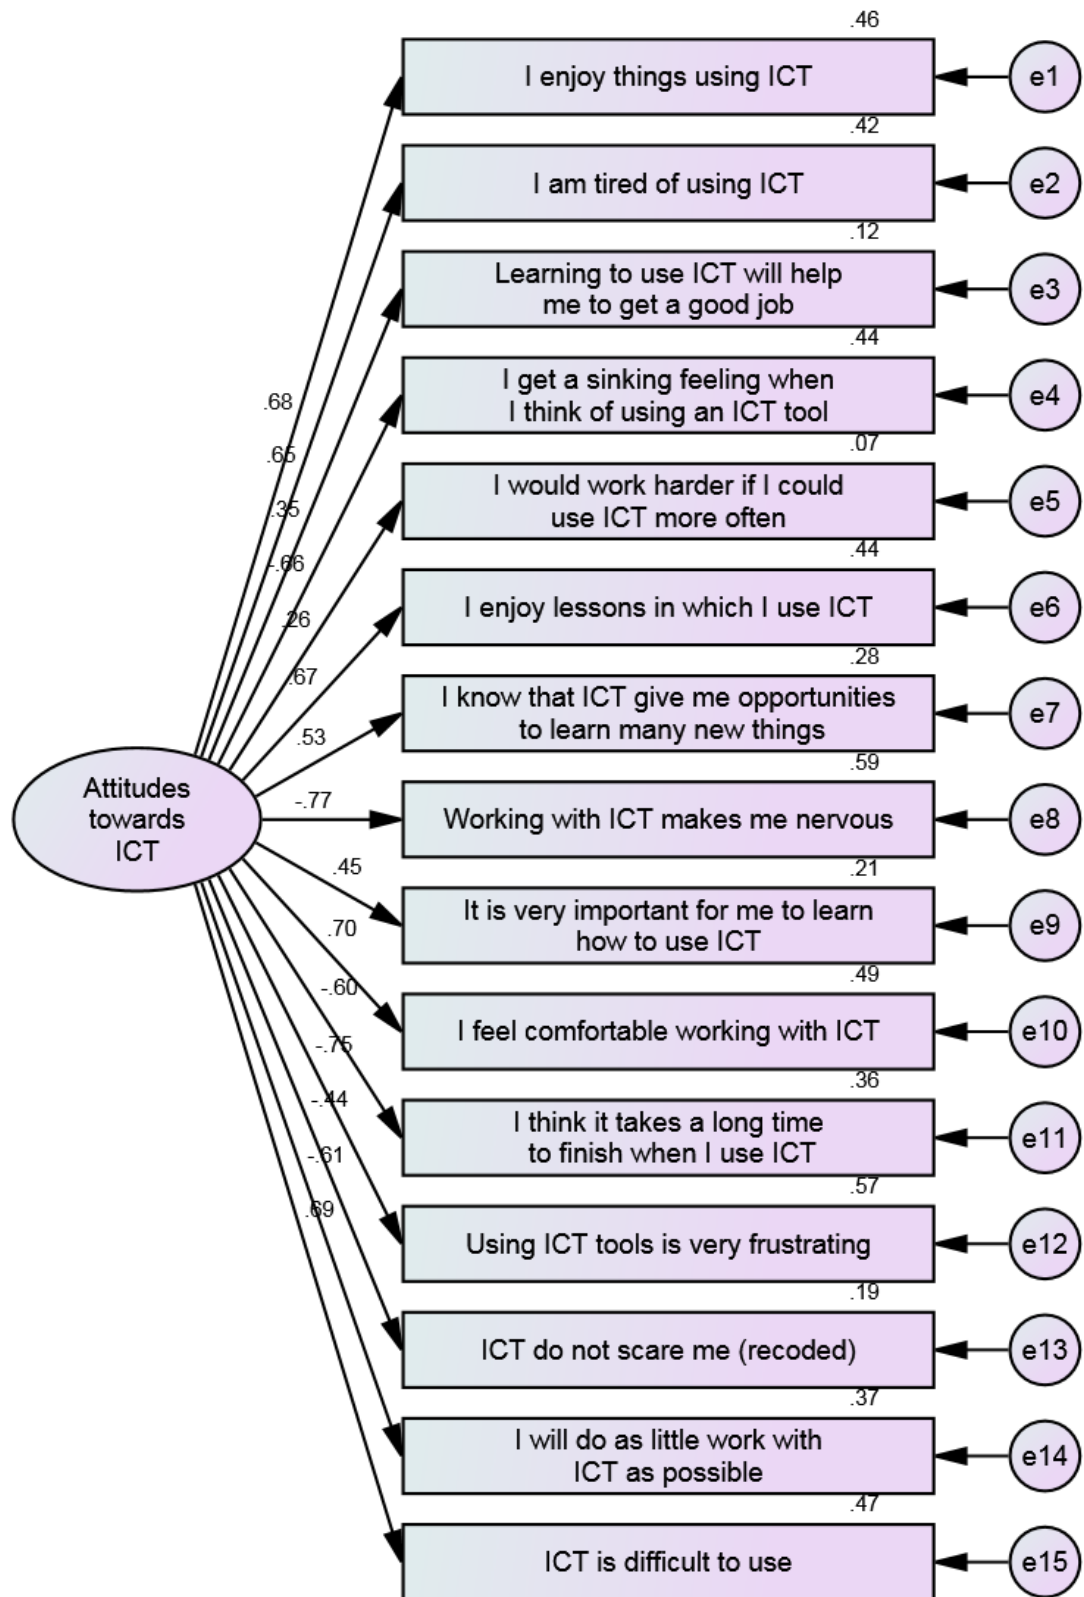 .46
I enjoy things using ICT
e1
.42
I am tired of using ICT
e2
.12
Learning to use ICT will help
me to get a good job
e3
.44
I get a sinking feeling when
I think of using an ICT tool
e4
.07
I would work harder if I could
use ICT more often
e5
.44
I enjoy lessons in which I use ICT
e6
.28
I know that ICT give me opportunities
to learn many new things
e7
.59
Working with ICT makes me nervous
e8
.21
It is very important for me to learn
how to use ICT
e9
.49
I feel comfortable working with ICT
e10
.36
I think it takes a long time
to finish when I use ICT
e11
.57
Using ICT tools is very frustrating
e12
.19
ICT do not scare me (recoded)
e13
.37
I will do as little work with
ICT as possible
e14
.47
ICT is difficult to use
e15
.68
.65
.35
-.66
.26
.67
.53
-.77
.45
.70
-.60
-.75
-.44
-.61
.69
Attitudes
towards
ICT